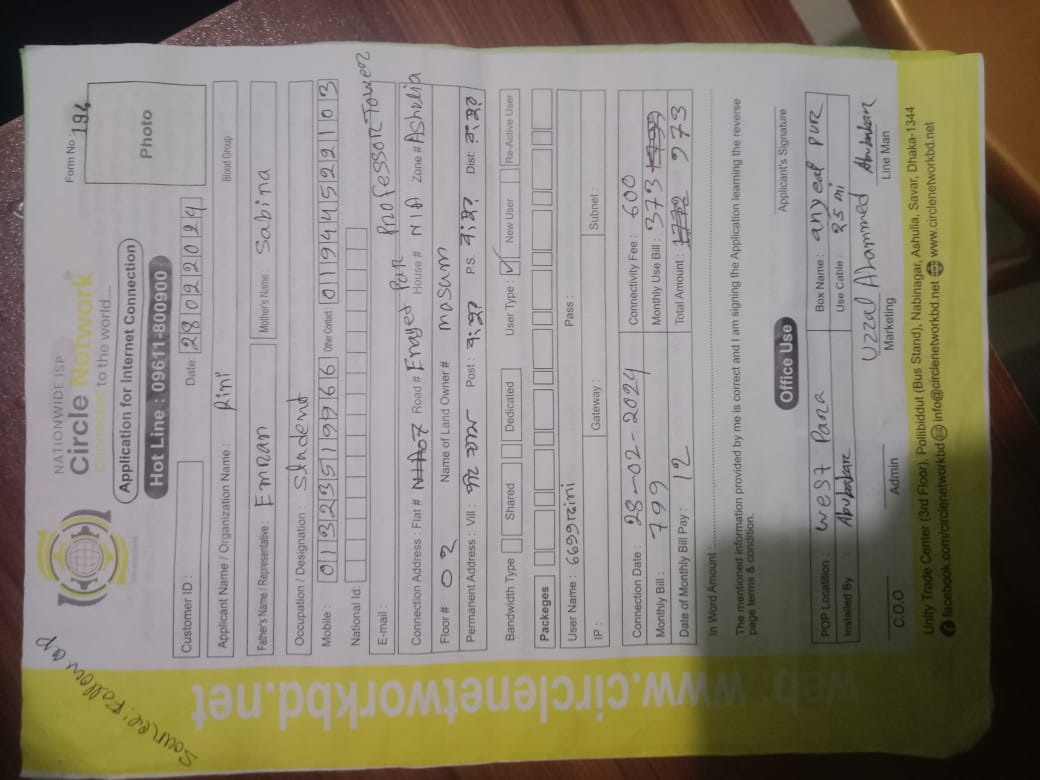 Source: Follow up
NATIONWIDE ISP
Circle Network
Connecting to the world....
Form No : 194
Application for Internet Connection
Hot Line : 09611-800900
Photo
Customer ID :
Date 28022024
Applicant Name / Organization Name : Rini
Blood Group
Father's Name / Representative : Emran Mother's Name : Sabina
Occupation / Designation : Student
Mobile : 01323519966 Other Contact : 01194452103
National Id:
E-mail : Professor Tower
Connection Address : Flat # 07 Road # Enayet Pur House # N/A Zone # Ashulia
Floor # 02 Name of Land Owner # masum
Permanent Address : Vill : Post : P.S. Dist:
Bandwidth Type Shared Dedicated User Type : ✓ New User Re-Active User
Packeges
User Name : 6699rini Pass :
IP : Gateway : Subnet :
Connection Date : 28-02-2024 Connectivity Fee : 600
Monthly Bill : 799 Monthly Use Bill : 373
Date of Monthly Bill Pay : 12 Total Amount : 973
In Word Amount :
The mentioned information provided by me is correct and I am signing the Application learning the reverse
page terms & condition.
Applicant's Signature
Office Use
POP Localtion : west Para Box Name : anyeat pur
Installed By : Abubakar Use Cable : 25 mi
Uzzal Ahammed Abubakar
C.O.O Admin Marketing Line Man
Unity Trade Center (3rd Floor), Pollibiddut (Bus Stand), Nabinagar, Ashulia, Savar, Dhaka-1344
facebook.com/circlenetworkbd info@circlenetworkbd.net www.circlenetworkbd.net
web: www.circlenetworkbd.net